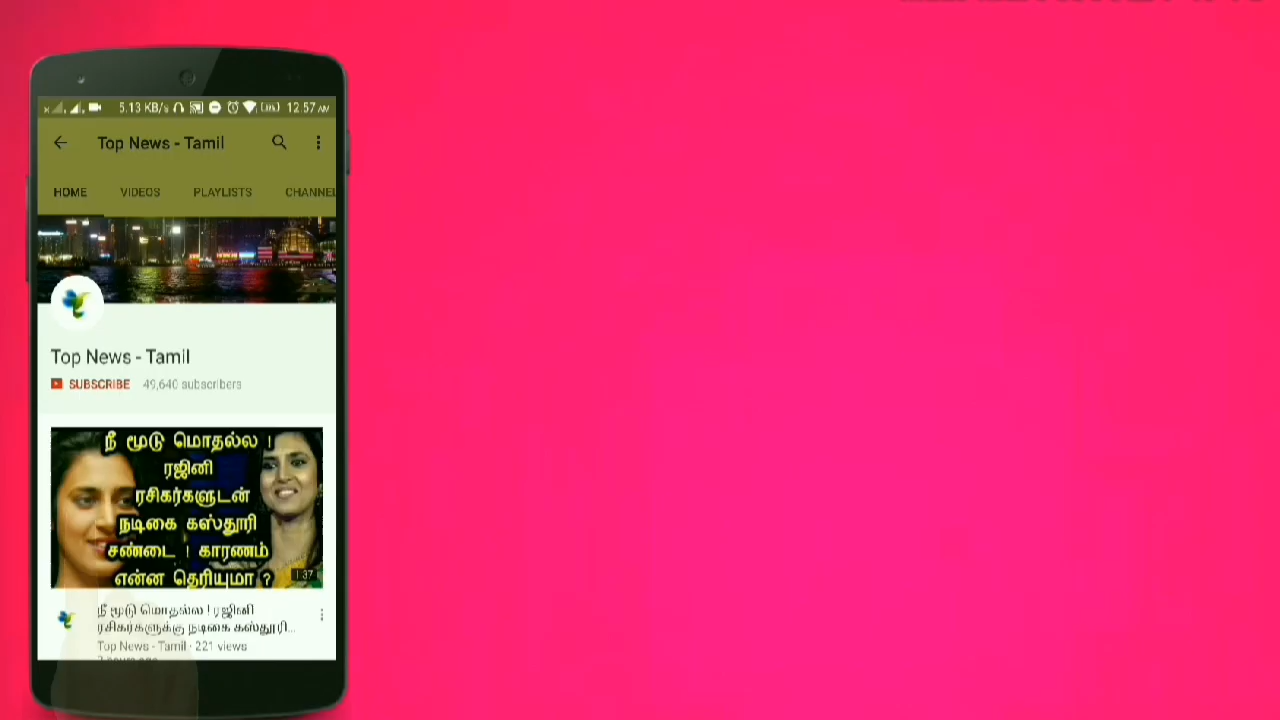 5.13 KB/s 12.57 AM
Top News - Tamil
HOME VIDEOS PLAYLISTS CHANNEL
Top News - Tamil
SUBSCRIBE 49,640 subscribers
நீ மூடு மொதல்ல !
ரஜினி
ரசிகர்களுடன்
நடிகை கஸ்தூரி
சண்டை ! காரணம்
என்ன தெரியுமா ?
1:37
நீ மூடு மொதல்ல ! ரஜினி
ரசிகர்களுக்கு நடிகை கஸ்தூரி...
Top News - Tamil · 221 views